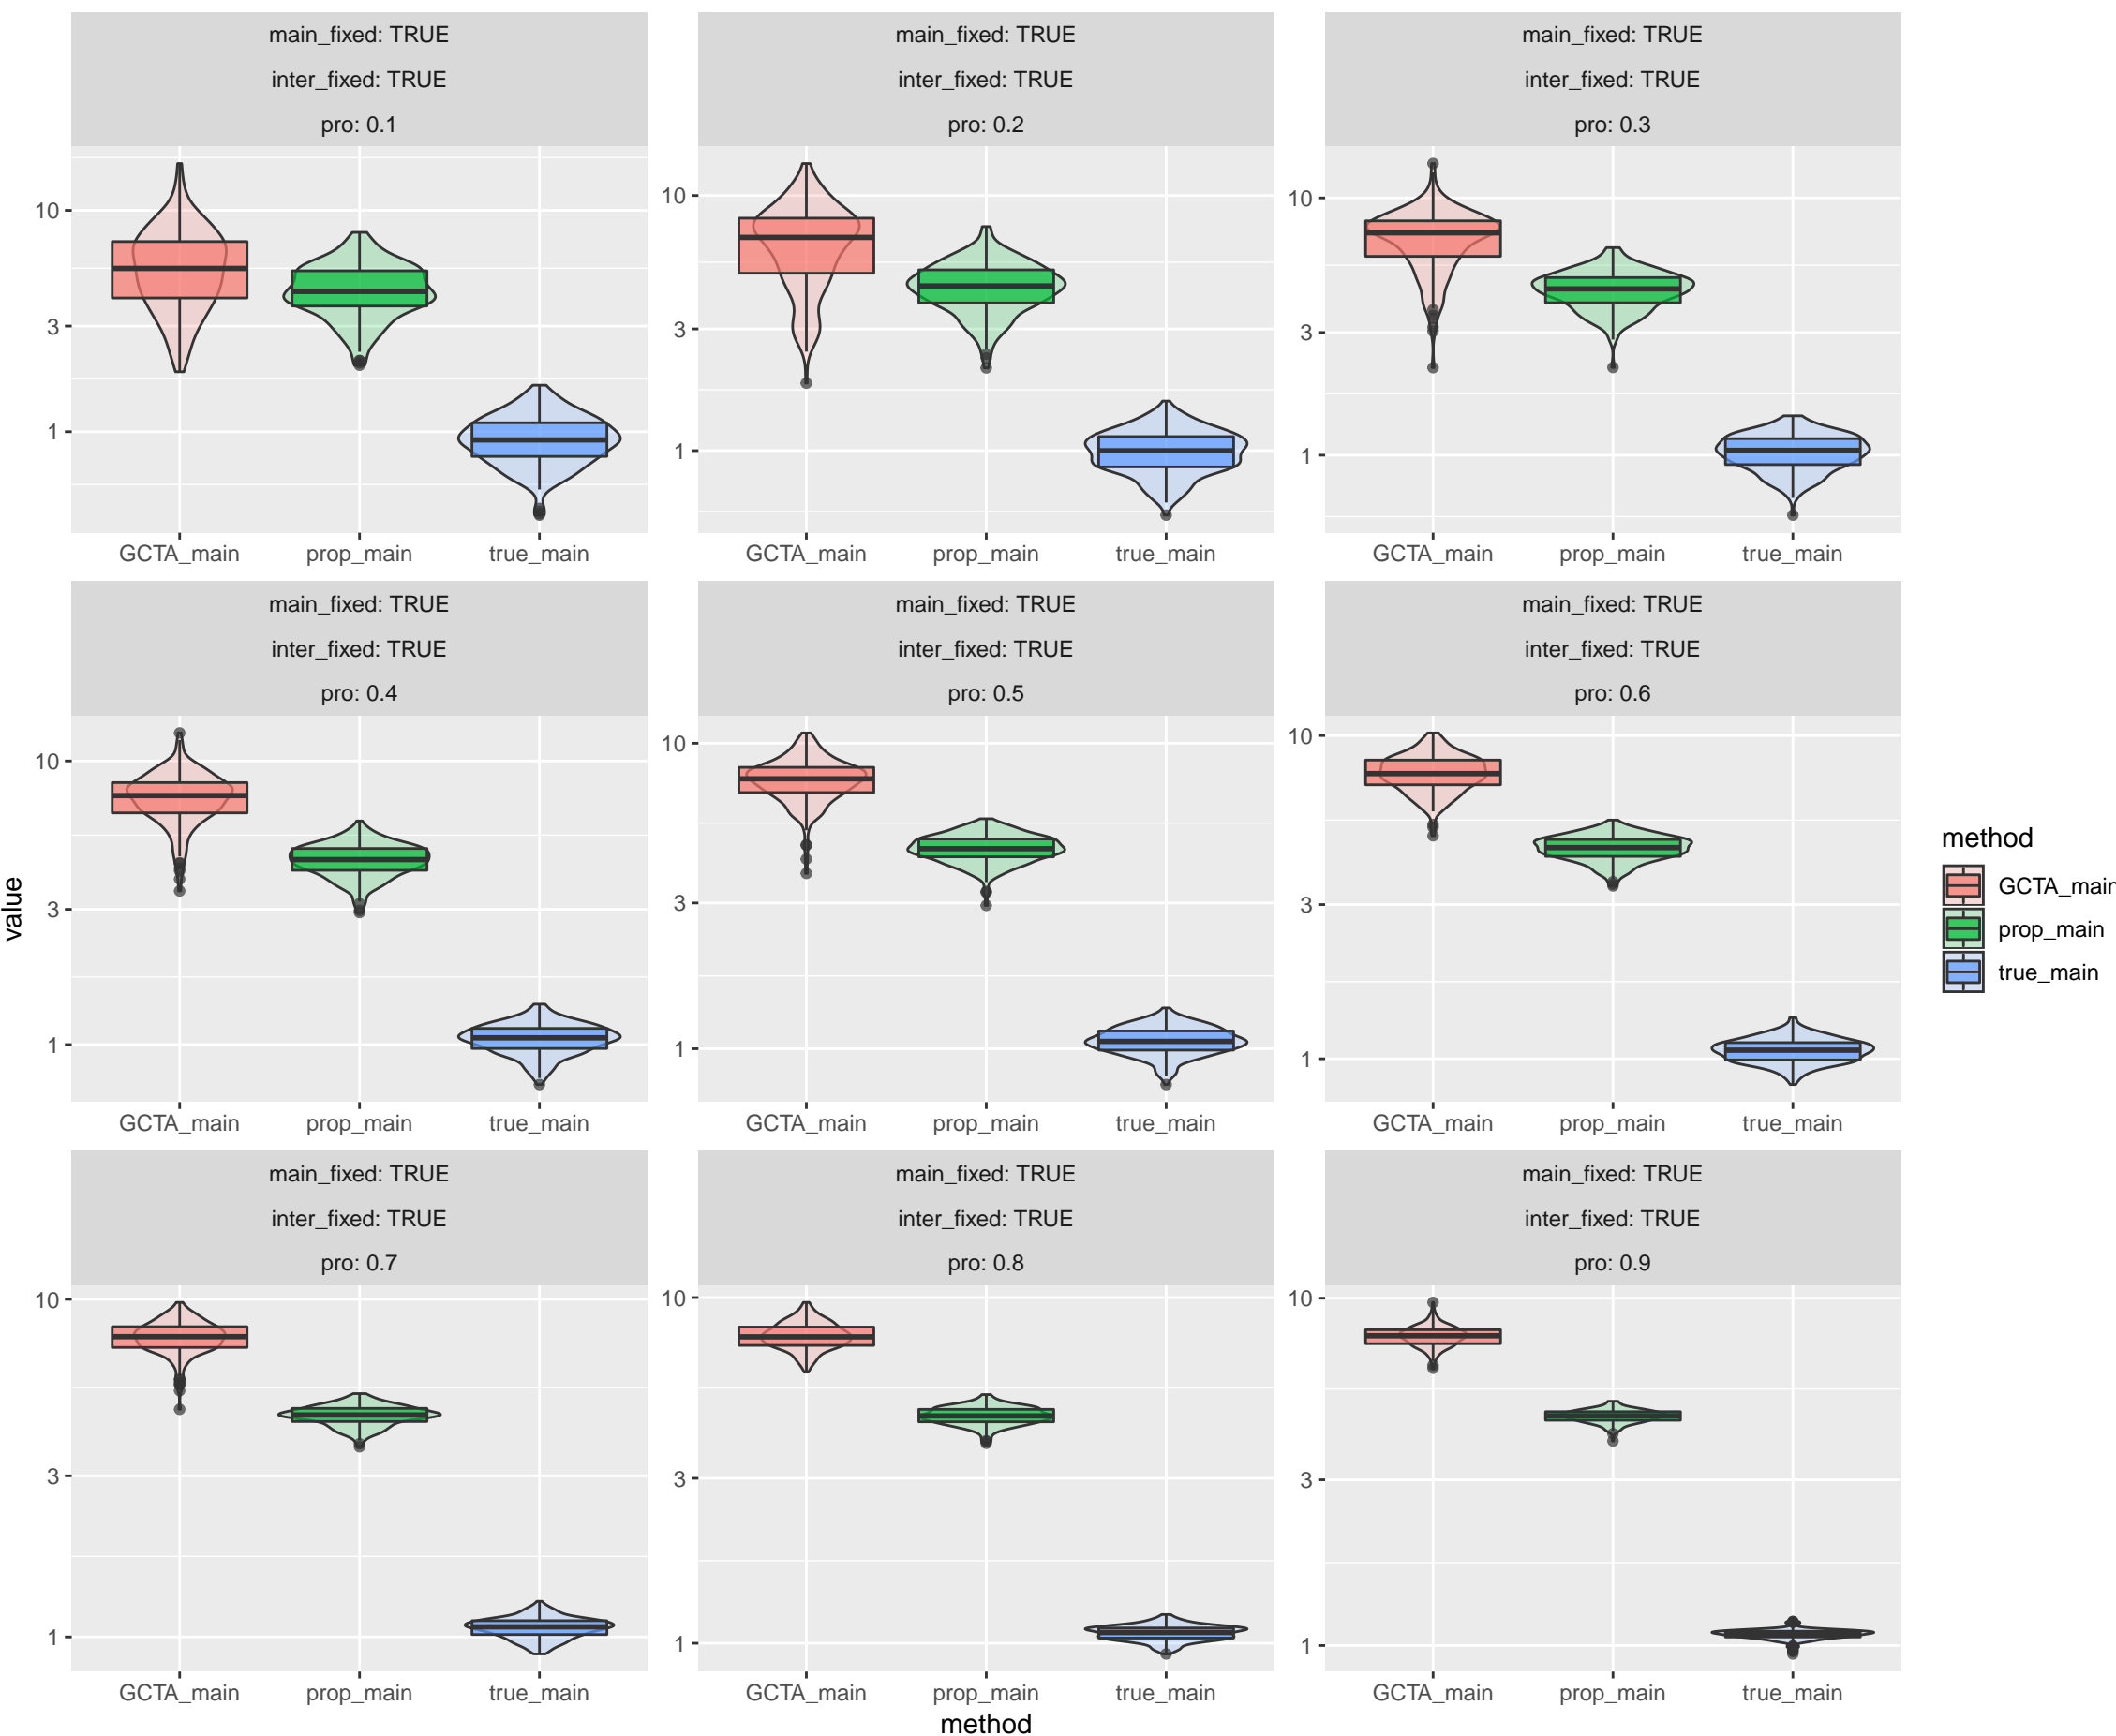 main_fixed: TRUE
inter_fixed: TRUE
pro: 0.1
main_fixed: TRUE
inter_fixed: TRUE
pro: 0.2
main_fixed: TRUE
inter_fixed: TRUE
pro: 0.3
10
3
1
10
3
1
10
3
1
GCTA_main prop_main true_main
GCTA_main prop_main true_main
GCTA_main prop_main true_main
main_fixed: TRUE
inter_fixed: TRUE
pro: 0.4
main_fixed: TRUE
inter_fixed: TRUE
pro: 0.5
main_fixed: TRUE
inter_fixed: TRUE
pro: 0.6
10
3
1
10
3
1
10
3
1
GCTA_main prop_main true_main
GCTA_main prop_main true_main
GCTA_main prop_main true_main
main_fixed: TRUE
inter_fixed: TRUE
pro: 0.7
main_fixed: TRUE
inter_fixed: TRUE
pro: 0.8
main_fixed: TRUE
inter_fixed: TRUE
pro: 0.9
10
3
1
10
3
1
10
3
1
GCTA_main prop_main true_main
GCTA_main prop_main true_main
GCTA_main prop_main true_main
value
method
method
GCTA_main
prop_main
true_main